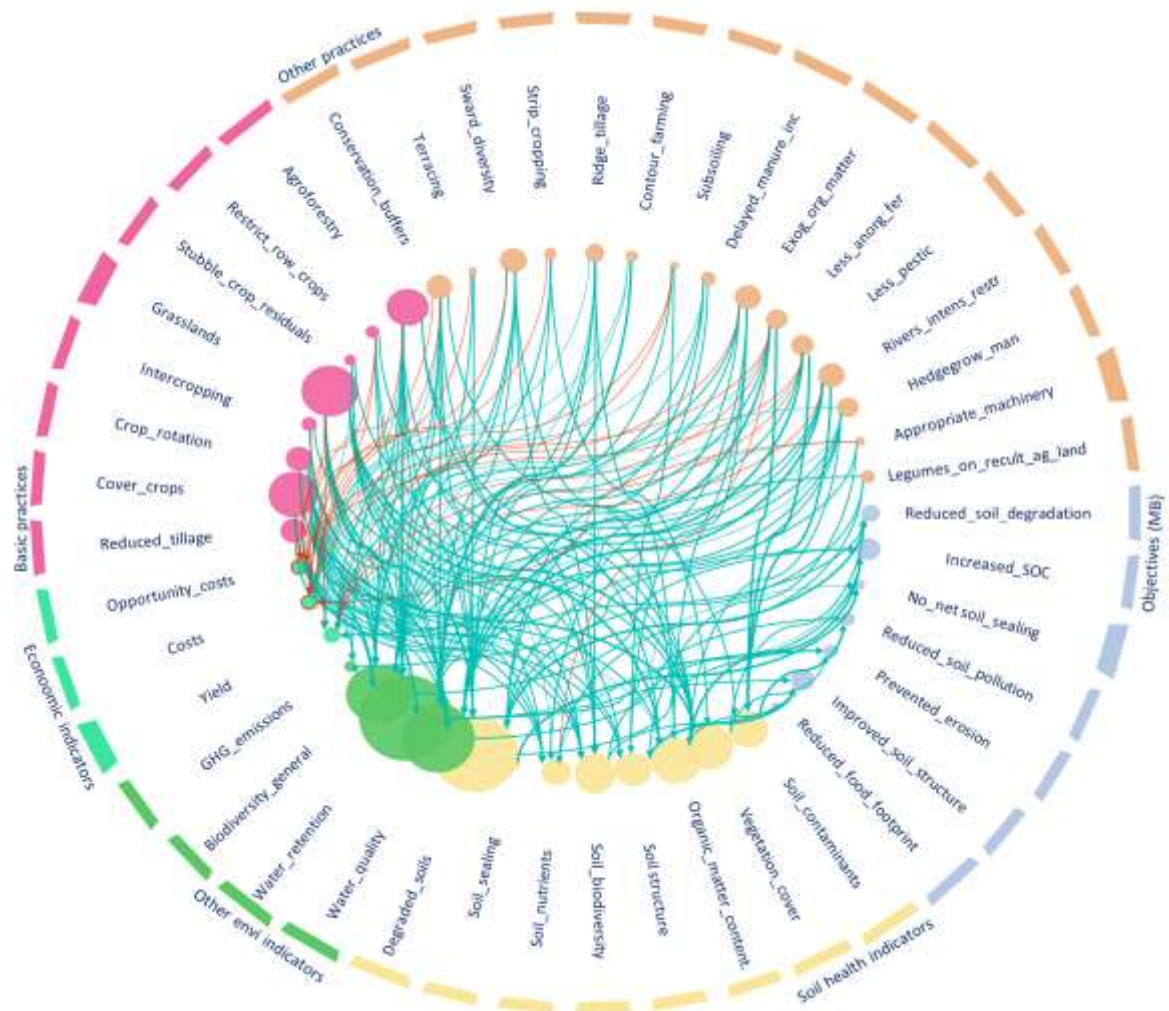 Other practices
Conservation_buffers
Terracing
Sward_diversity
Strip_cropping
Ridge_tillage
Contour_farming
Subsoiling
Delayed_manure_inc
Exog_org_matter
Less_anorg_fer
Less_pestic
Rivers_intens_restr
Hedgegrow_man
Appropriate_machinery
Legumes_on_recult_ag_land
Objectives (MB)
Reduced_soil_degradation
Increased_SOC
No_net soil_sealing
Reduced_soil_pollution
Prevented_erosion
Improved_soil_structure
Reduced_food_footprint
Soil health indicators
Soil_contaminants
Vegetation_cover
Organic_matter_content.
Soil structure
Soil_biodiversity
Soil_nutrients
Soil_sealing
Degraded_soils
Other envi indicators
Water_quality
Water_retention
Biodiversity_general
GHG_emissions
Econoomic indicators
Yield
Costs
Opportunity_costs
Basic practices
Reduced_tillage
Cover_crops
Crop_rotation
Intercropping
Grasslands
Stubble_crop_residuals
Restrict_row_crops
Agroforestry